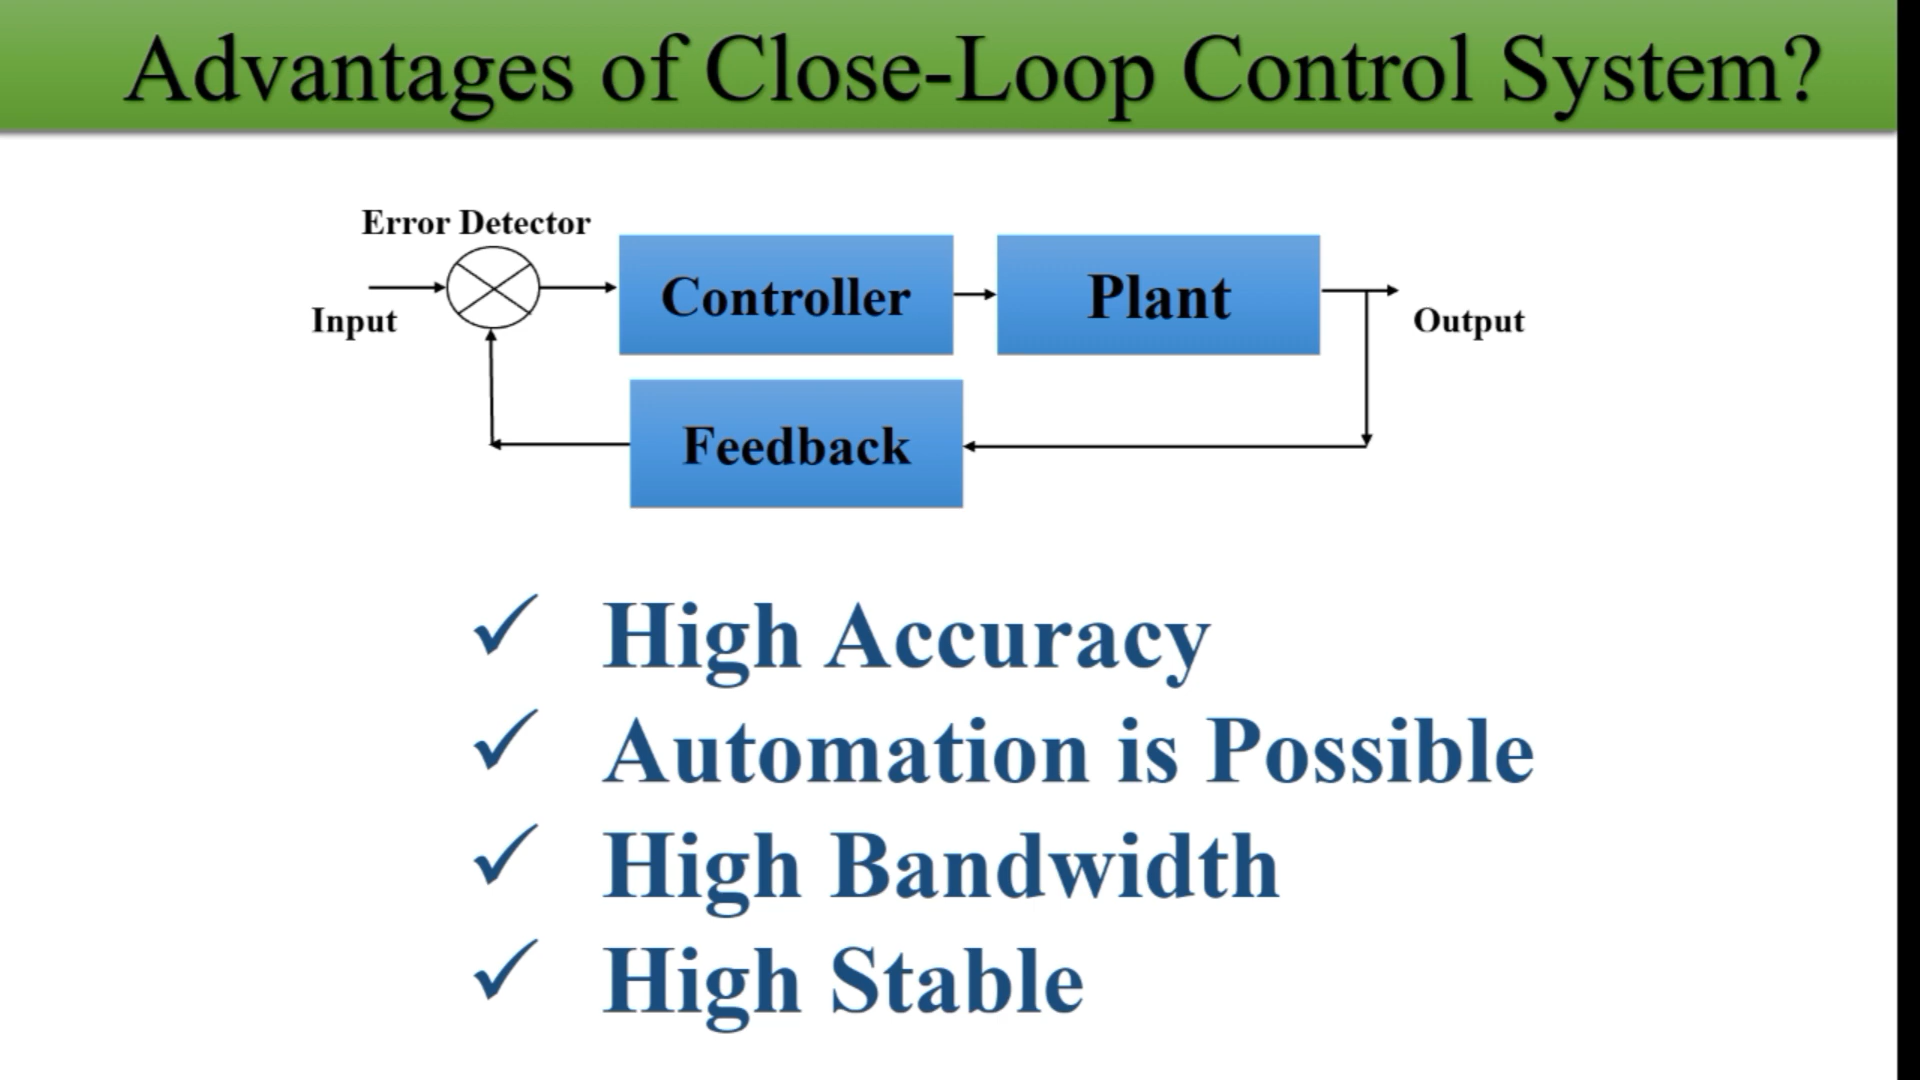 Advantages of Close-Loop Control System?
Error Detector
Input
Controller
Plant
Output
Feedback
High Accuracy
Automation is Possible
High Bandwidth
High Stable